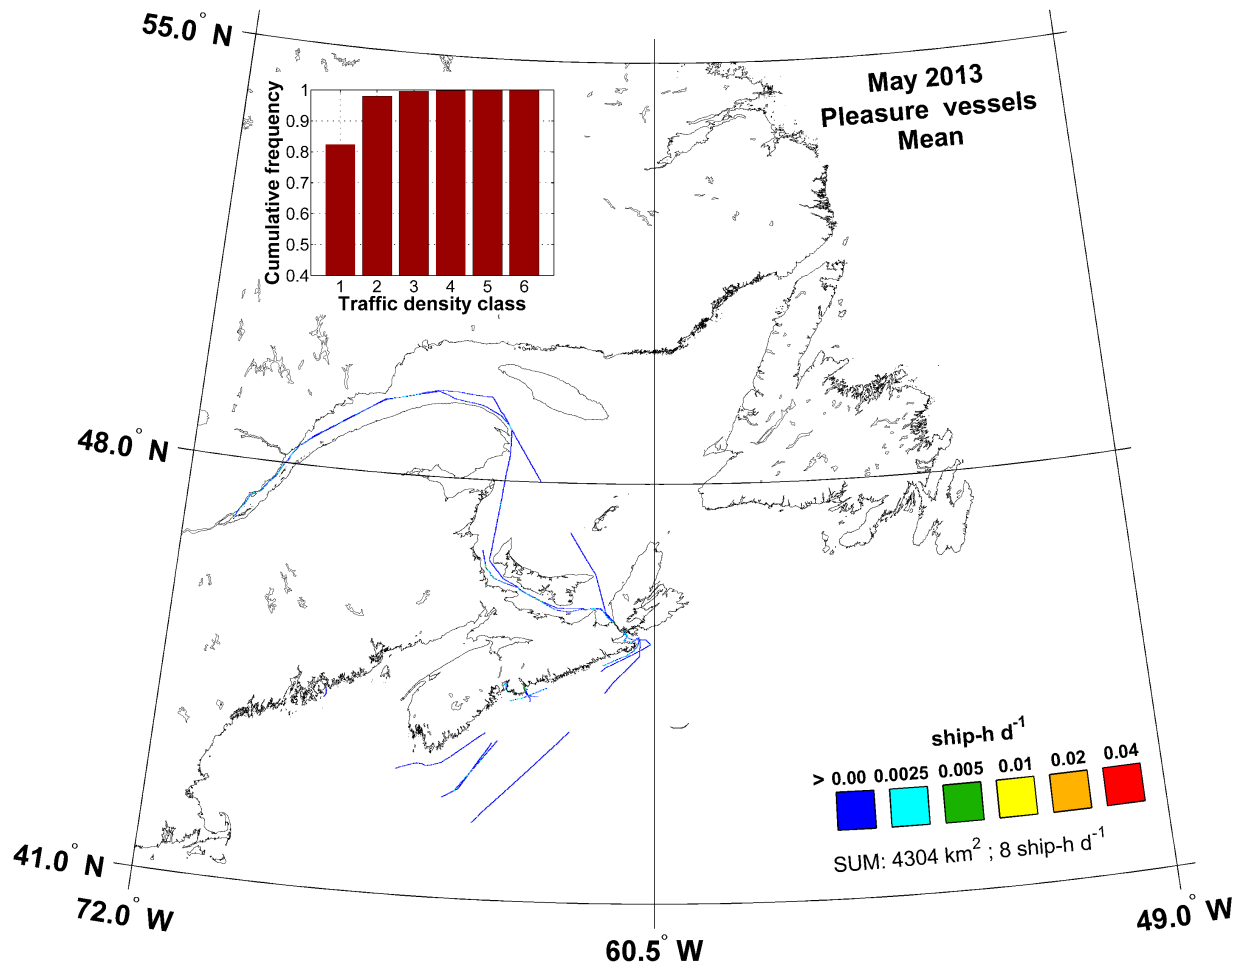 55.0° N
May 2013
Pleasure vessels
Mean
Cumulative frequency
1
0.9
0.8
0.7
0.6
0.5
0.4
1 2 3 4 5 6
Traffic density class
48.0° N
ship-h d-1
> 0.00 0.0025 0.005 0.01 0.02 0.04
SUM: 4304 km2 ; 8 ship-h d-1
41.0° N
72.0° W
60.5° W
49.0° W